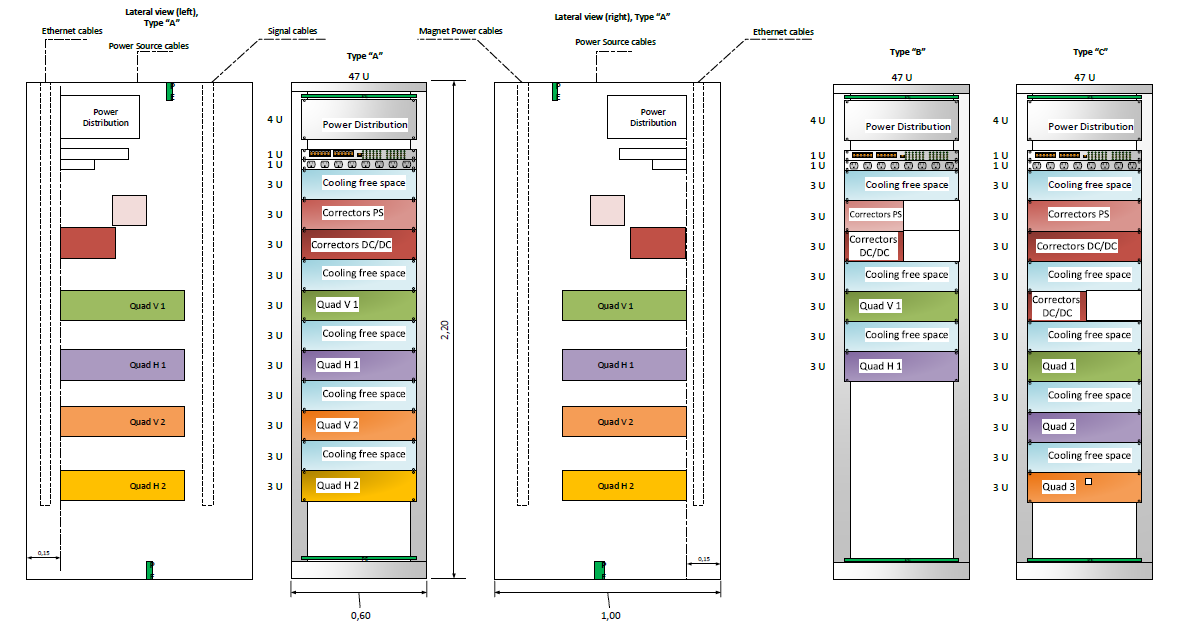 Lateral view (left),
Type “A”
Ethernet cables
Power Source cables
Signal cables
Power
Distribution
Quad V 1
Quad H 1
Quad V 2
Quad H 2
0,15
Type “A”
47 U
4 U
Power Distribution
1 U
1 U
3 U
Cooling free space
3 U
Correctors PS
3 U
Correctors DC/DC
3 U
Cooling free space
3 U
Quad V 1
3 U
Cooling free space
3 U
Quad H 1
3 U
Cooling free space
3 U
Quad V 2
3 U
Cooling free space
3 U
Quad H 2
2,20
0,60
Lateral view (right), Type “A”
Magnet Power cables
Power Source cables
Ethernet cables
Power
Distribution
Quad V 1
Quad H 1
Quad V 2
Quad H 2
0,15
1,00
Type “B”
47 U
4 U
Power Distribution
1 U
1 U
3 U
Cooling free space
3 U
Correctors PS
3 U
Correctors
DC/DC
3 U
Cooling free space
3 U
Quad V 1
3 U
Cooling free space
3 U
Quad H 1
Type “C”
47 U
4 U
Power Distribution
1 U
1 U
3 U
Cooling free space
3 U
Correctors PS
3 U
Correctors DC/DC
3 U
Cooling free space
3 U
Correctors
DC/DC
3 U
Cooling free space
3 U
Quad 1
3 U
Cooling free space
3 U
Quad 2
3 U
Cooling free space
3 U
Quad 3